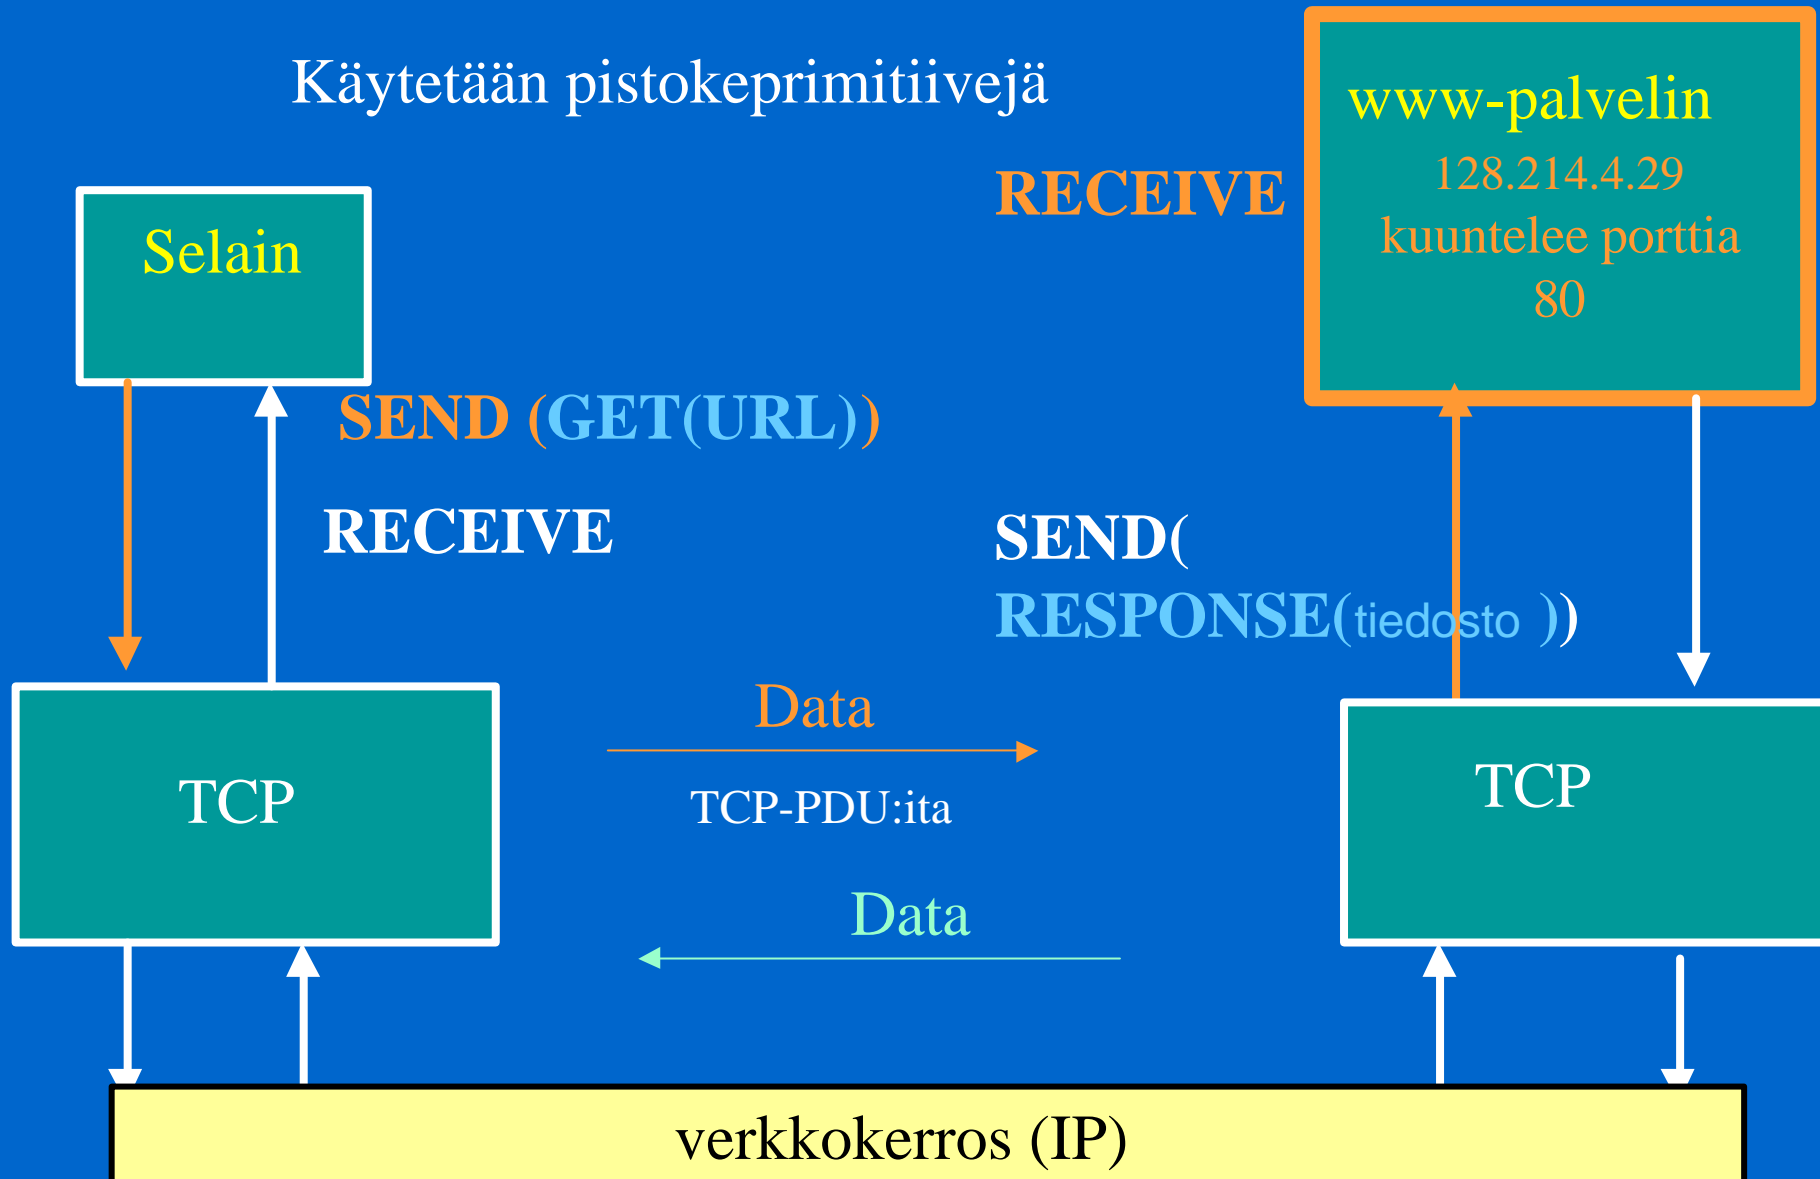 Käytetään pistokeprimitiivejä
www-palvelin
128.214.4.29
kuuntelee porttia
80
RECEIVE
Selain
SEND (GET(URL))
RECEIVE
SEND(
RESPONSE(tiedosto ))
Data
TCP-PDU:ita
Data
TCP
TCP
verkkokerros (IP)